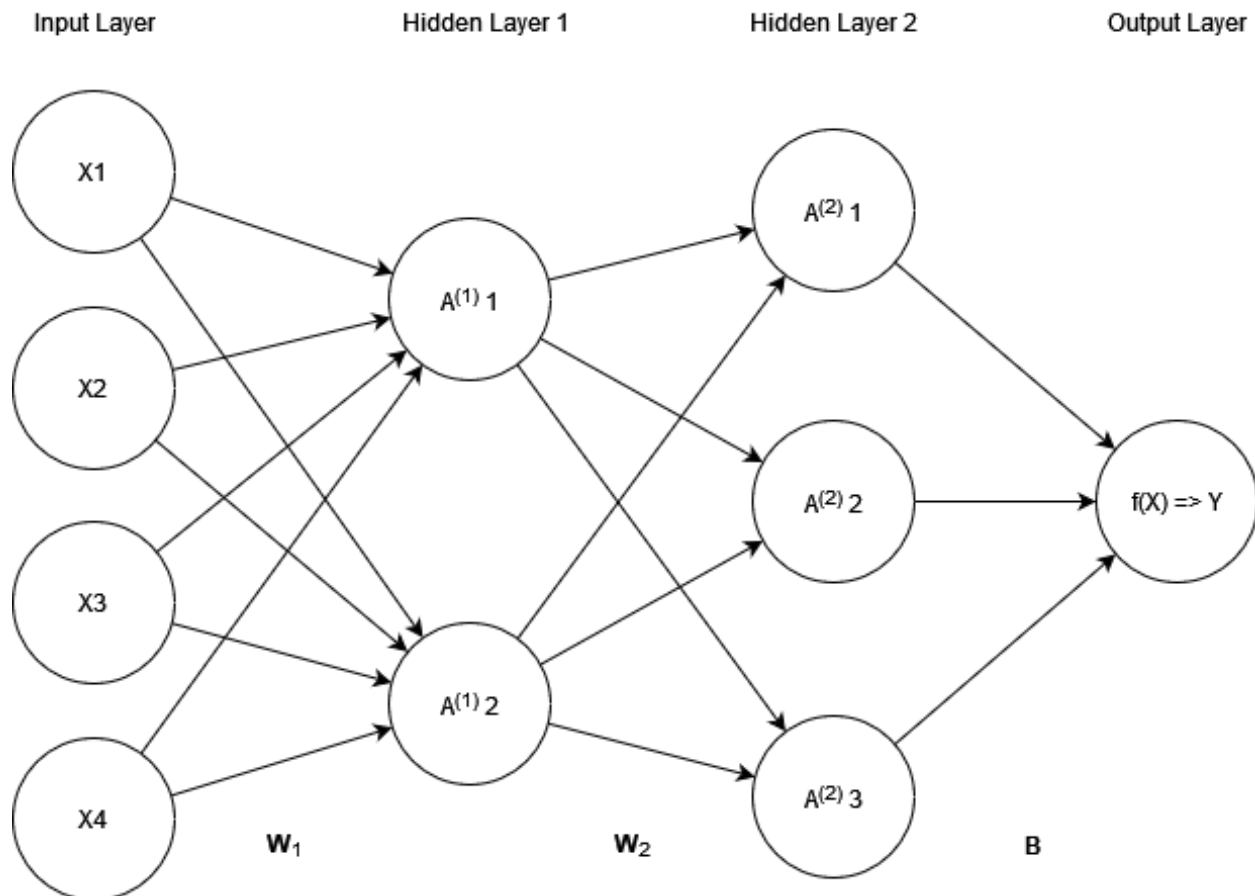 Input Layer
Hidden Layer 1
Hidden Layer 2
Output Layer
X1
X2
X3
X4
A⁽¹⁾ 1
A⁽¹⁾ 2
A⁽²⁾ 1
A⁽²⁾ 2
A⁽²⁾ 3
f(X) => Y
W₁
W₂
B